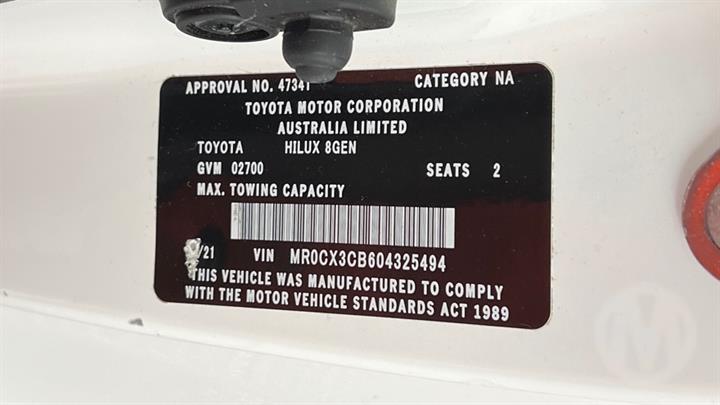 APPROVAL NO. 47341 CATEGORY NA
TOYOTA MOTOR CORPORATION
AUSTRALIA LIMITED
TOYOTA HILUX 8GEN
GVM 02700 SEATS 2
MAX. TOWING CAPACITY
/21 VIN MR0CX3CB604325494
THIS VEHICLE WAS MANUFACTURED TO COMPLY
WITH THE MOTOR VEHICLE STANDARDS ACT 1989
M